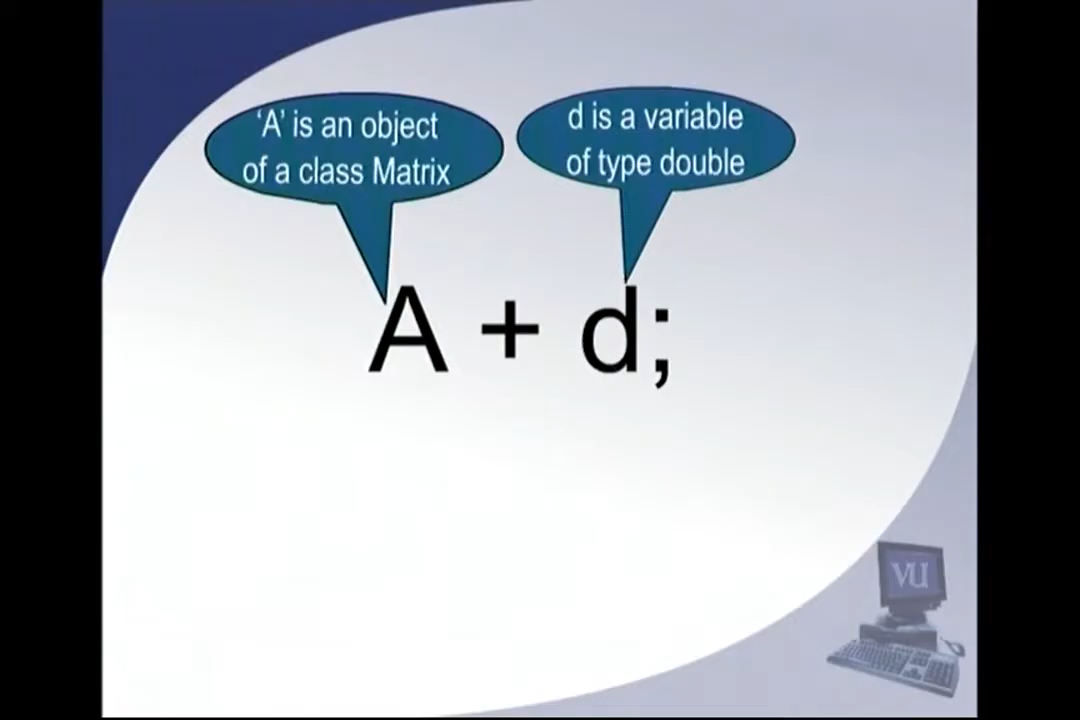 ‘A’ is an object
of a class Matrix
d is a variable
of type double
A + d;
VU